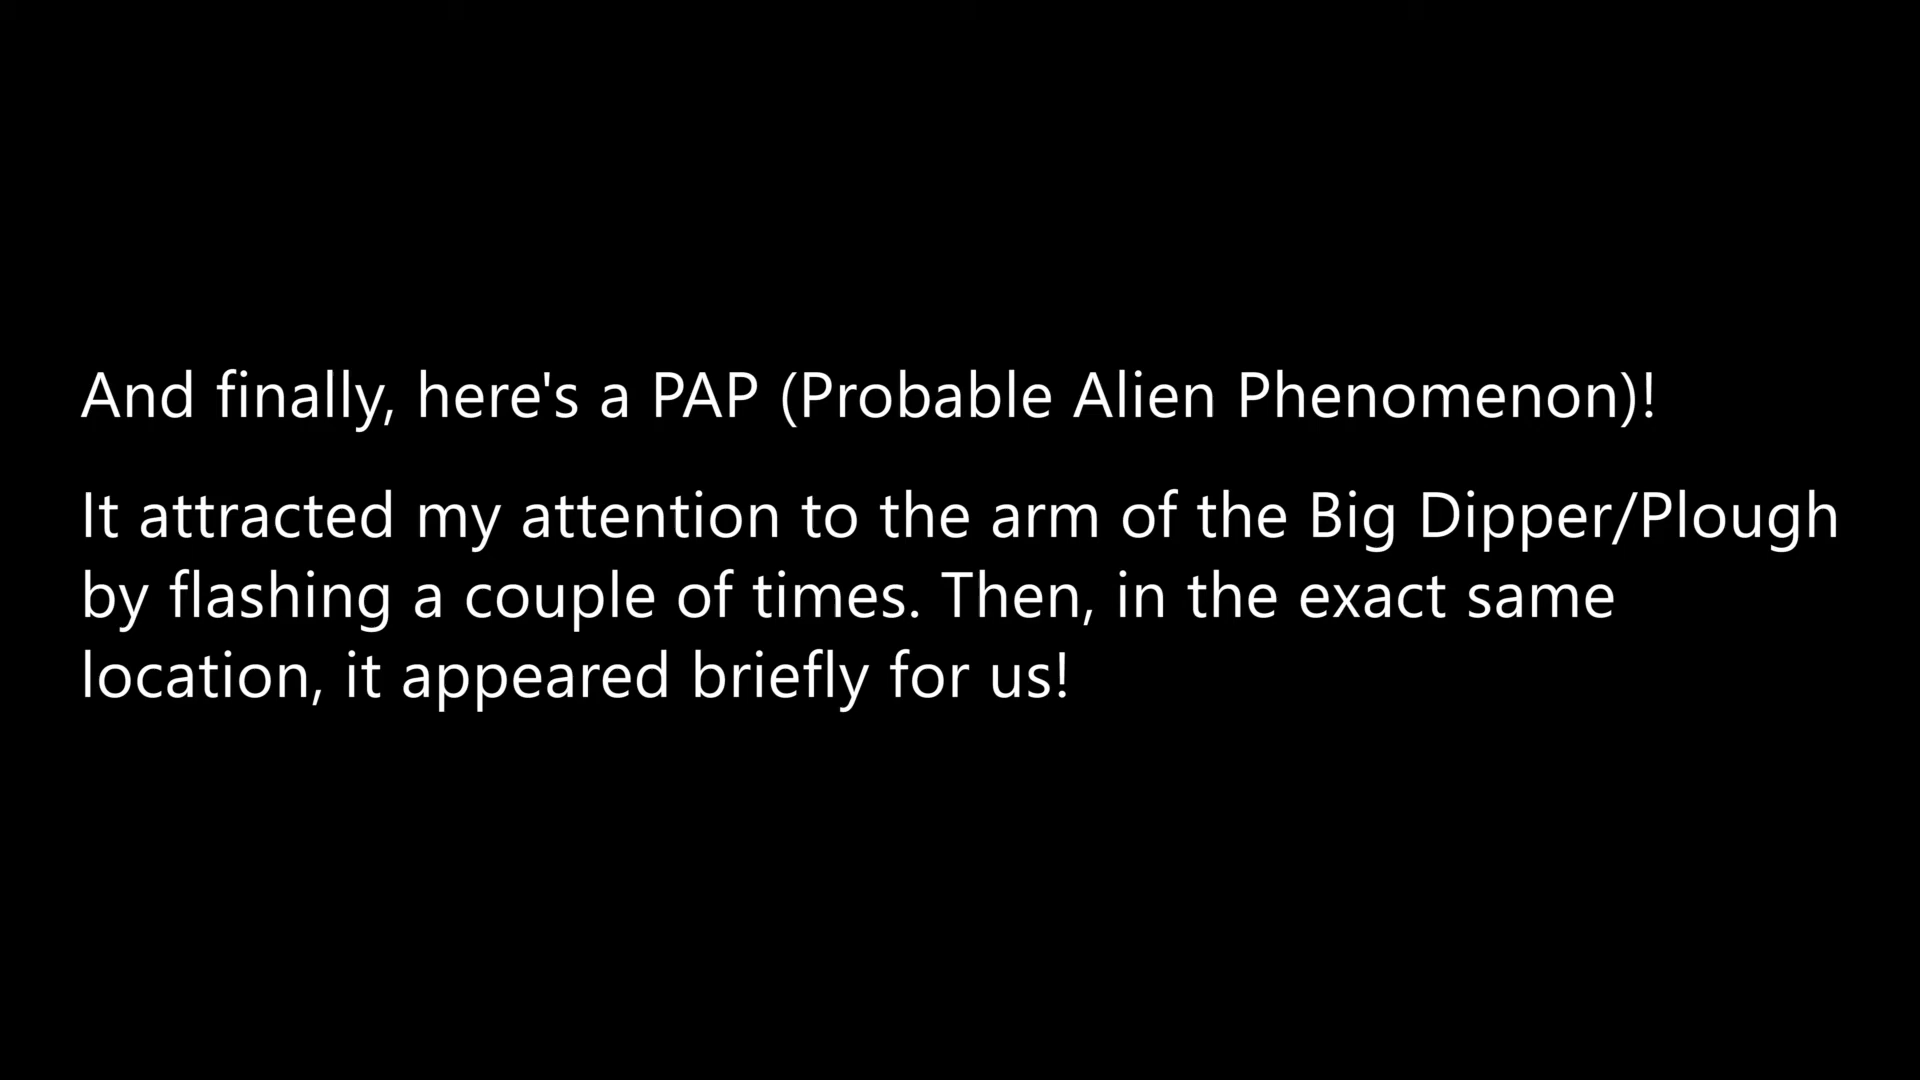 And finally, here's a PAP (Probable Alien Phenomenon)!
It attracted my attention to the arm of the Big Dipper/Plough
by flashing a couple of times. Then, in the exact same
location, it appeared briefly for us!